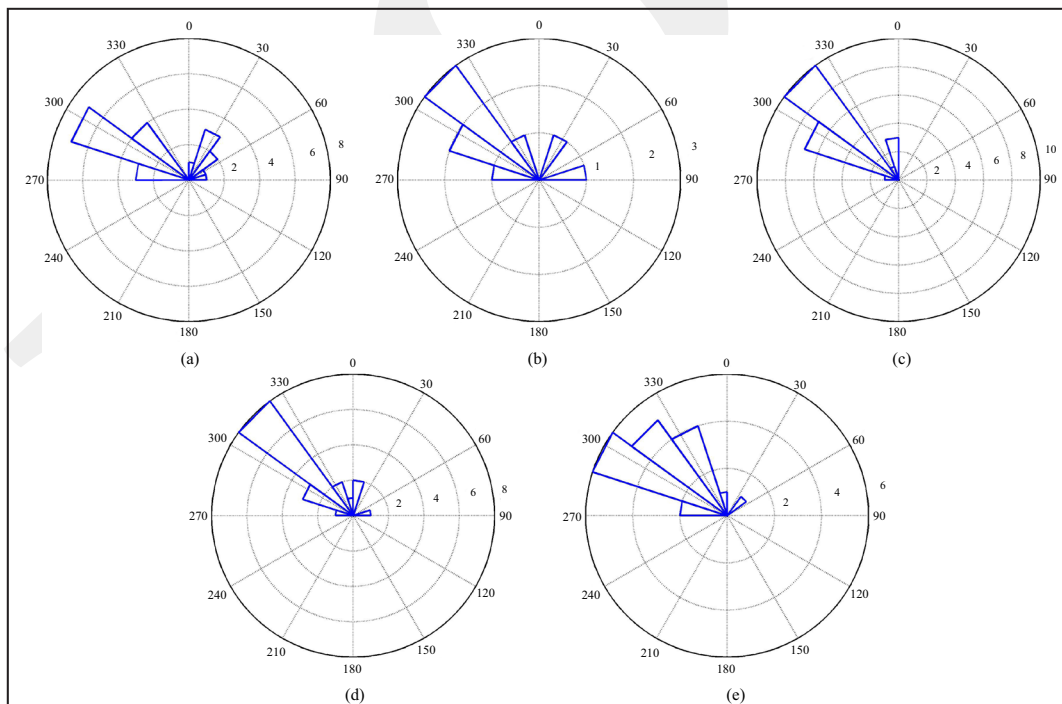 0 0 0
330 30 330 30 330 30
300 60 300 60 300 60
2 4 6 8 1 2 3 2 4 6 8 10
270 90 270 90 270 90
240 120 240 120 240 120
210 150 210 150 210 150
180 180 180
(a) (b) (c)
0 0
330 30 330 30
300 60 300 60
2 4 6 8 2 4 6
270 90 270 90
240 120 240 120
210 150 210 150
180 180
(d) (e)